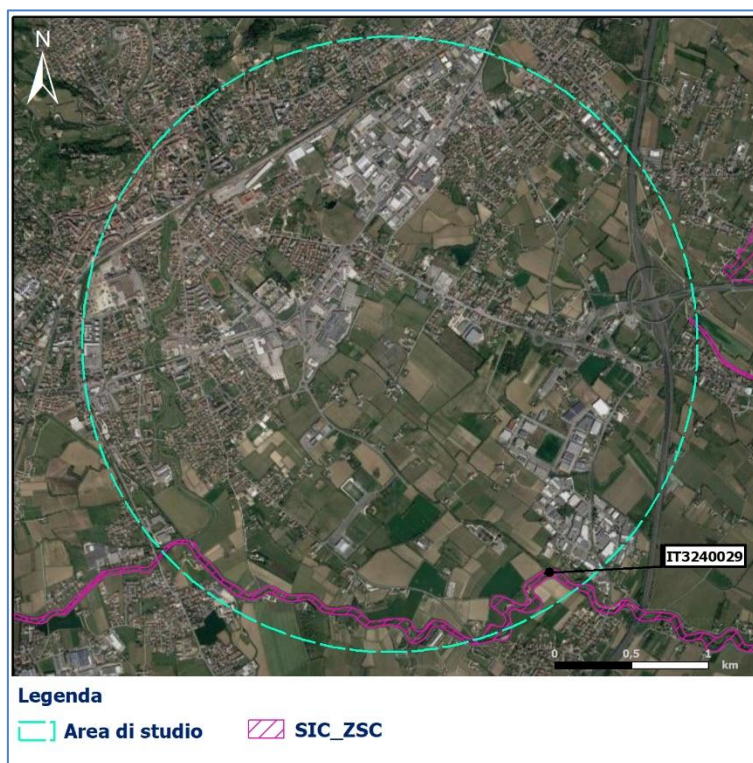 N
IT3240029
0 0,5 1
km
Legenda
Area di studio SIC_ZSC